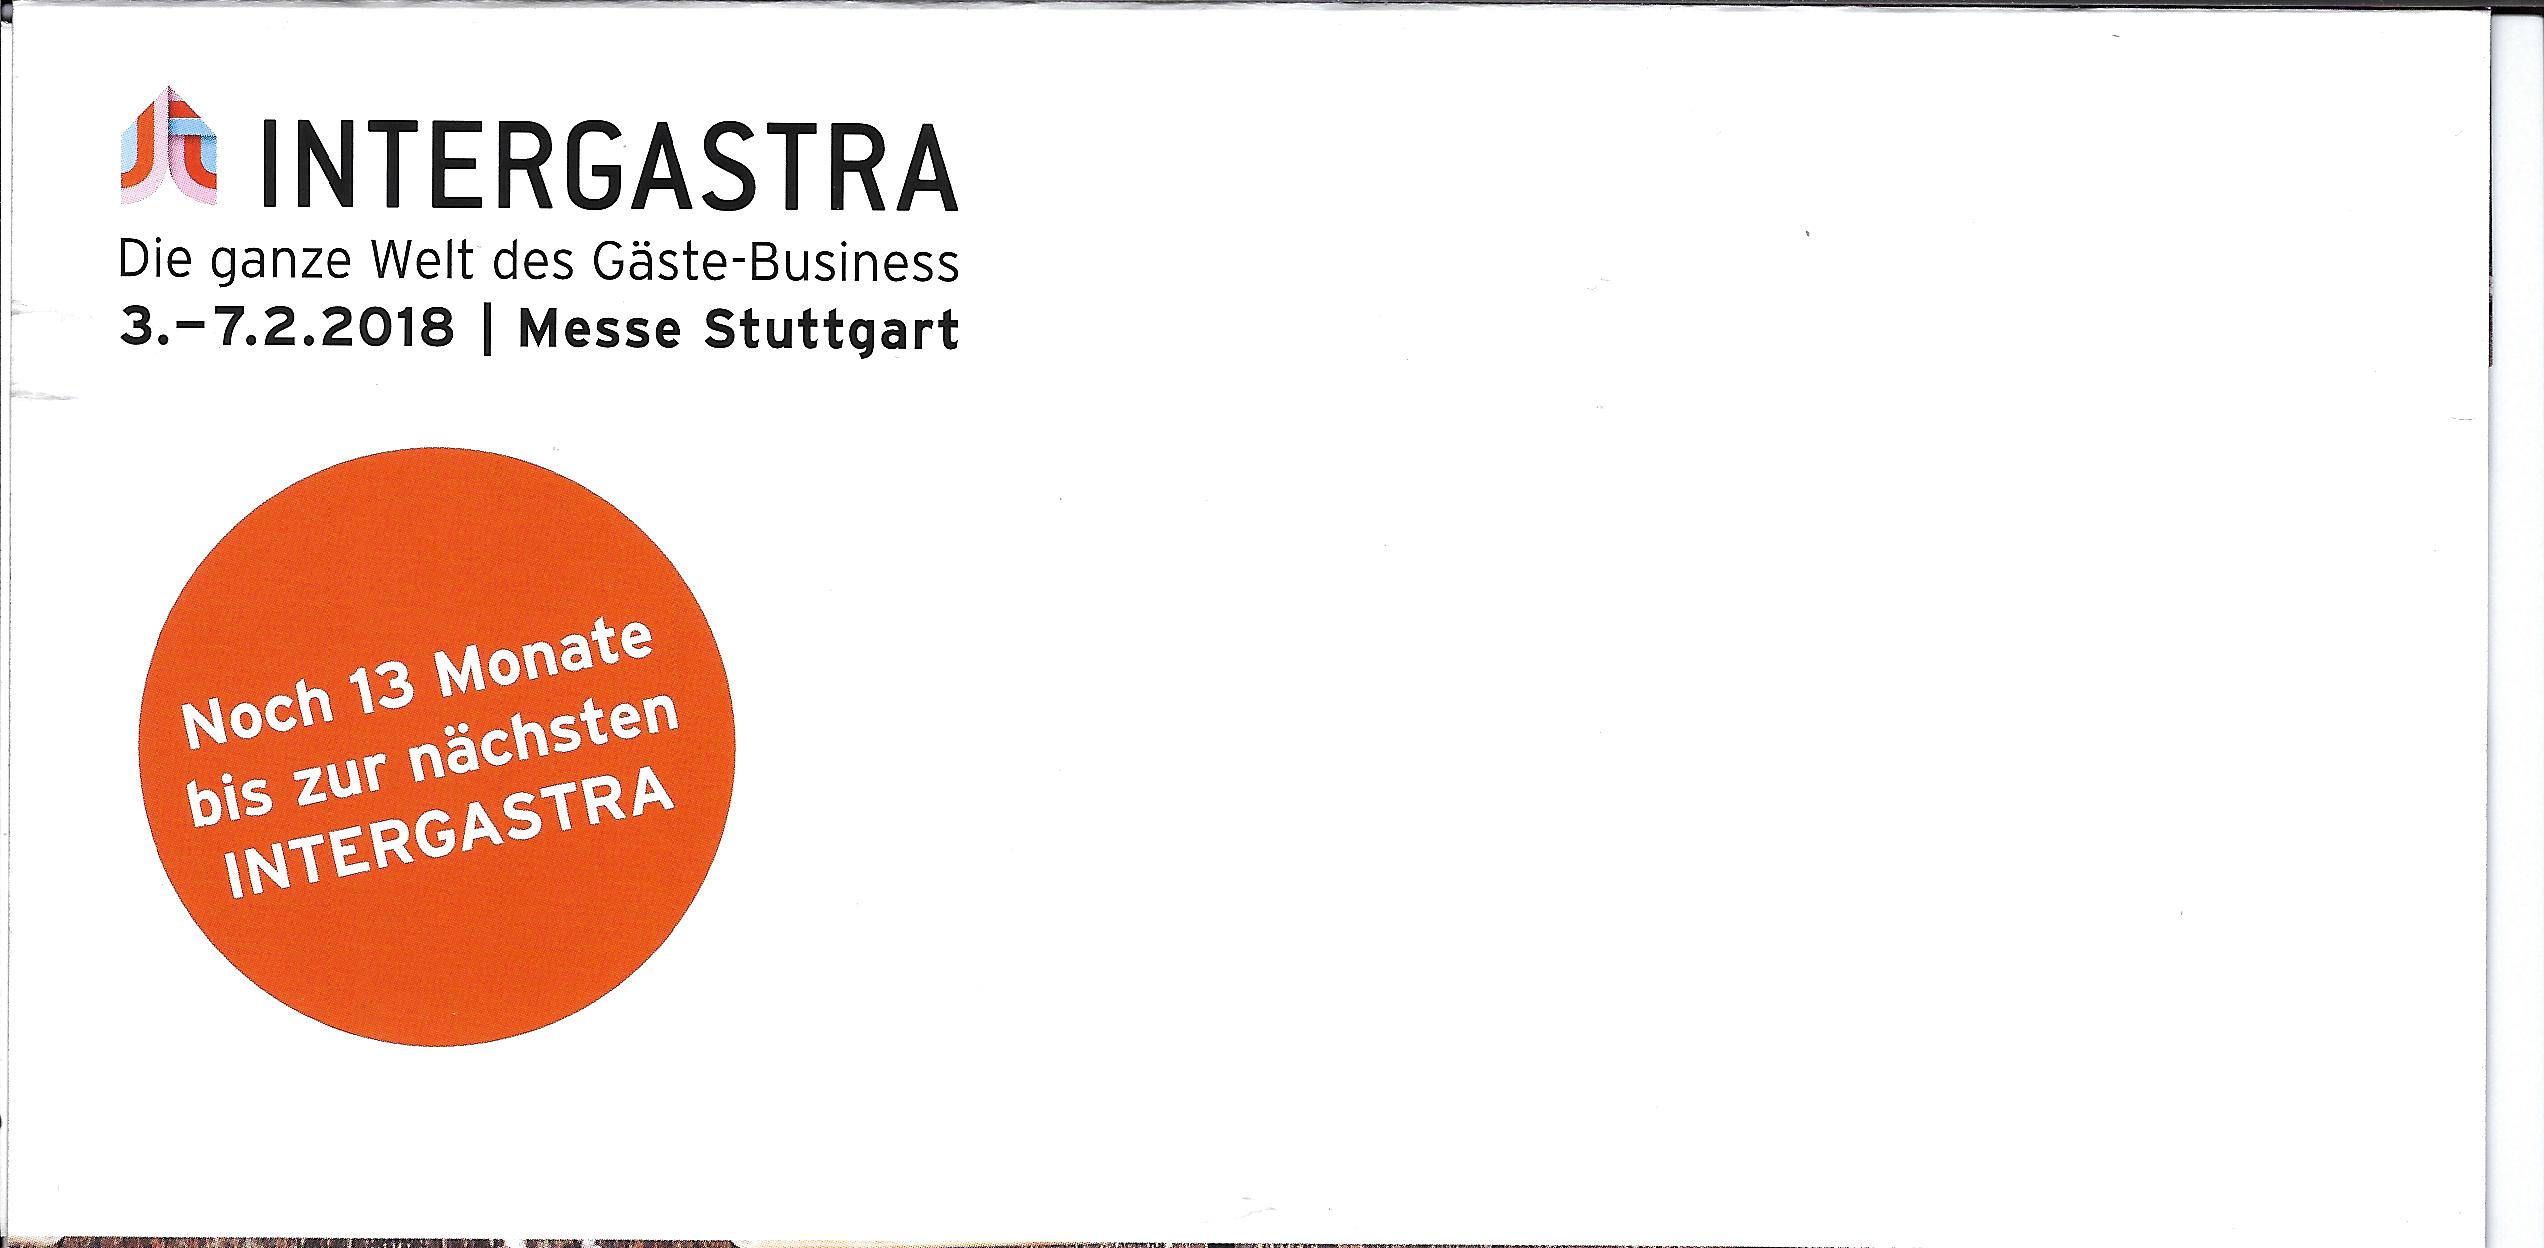 INTERGASTRA
Die ganze Welt des Gäste-Business
3.–7.2.2018 | Messe Stuttgart
Noch 13 Monate
bis zur nächsten
INTERGASTRA